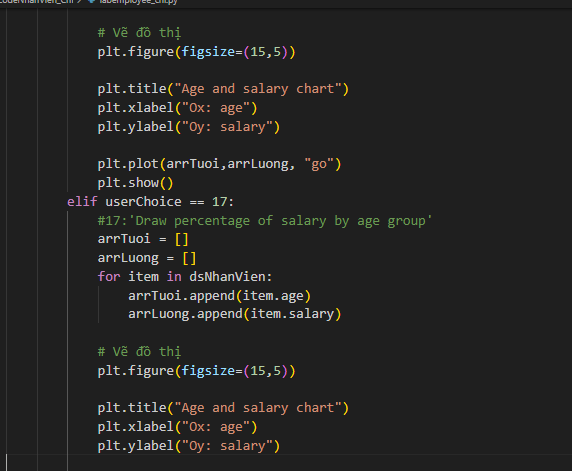 labemployee_chi.py
# Vẽ đồ thị
plt.figure(figsize=(15,5))
plt.title("Age and salary chart")
plt.xlabel("Ox: age")
plt.ylabel("Oy: salary")
plt.plot(arrTuoi,arrLuong, "go")
plt.show()
elif userChoice == 17:
#17:'Draw percentage of salary by age group'
arrTuoi = []
arrLuong = []
for item in dsNhanVien:
arrTuoi.append(item.age)
arrLuong.append(item.salary)
# Vẽ đồ thị
plt.figure(figsize=(15,5))
plt.title("Age and salary chart")
plt.xlabel("Ox: age")
plt.ylabel("Oy: salary")